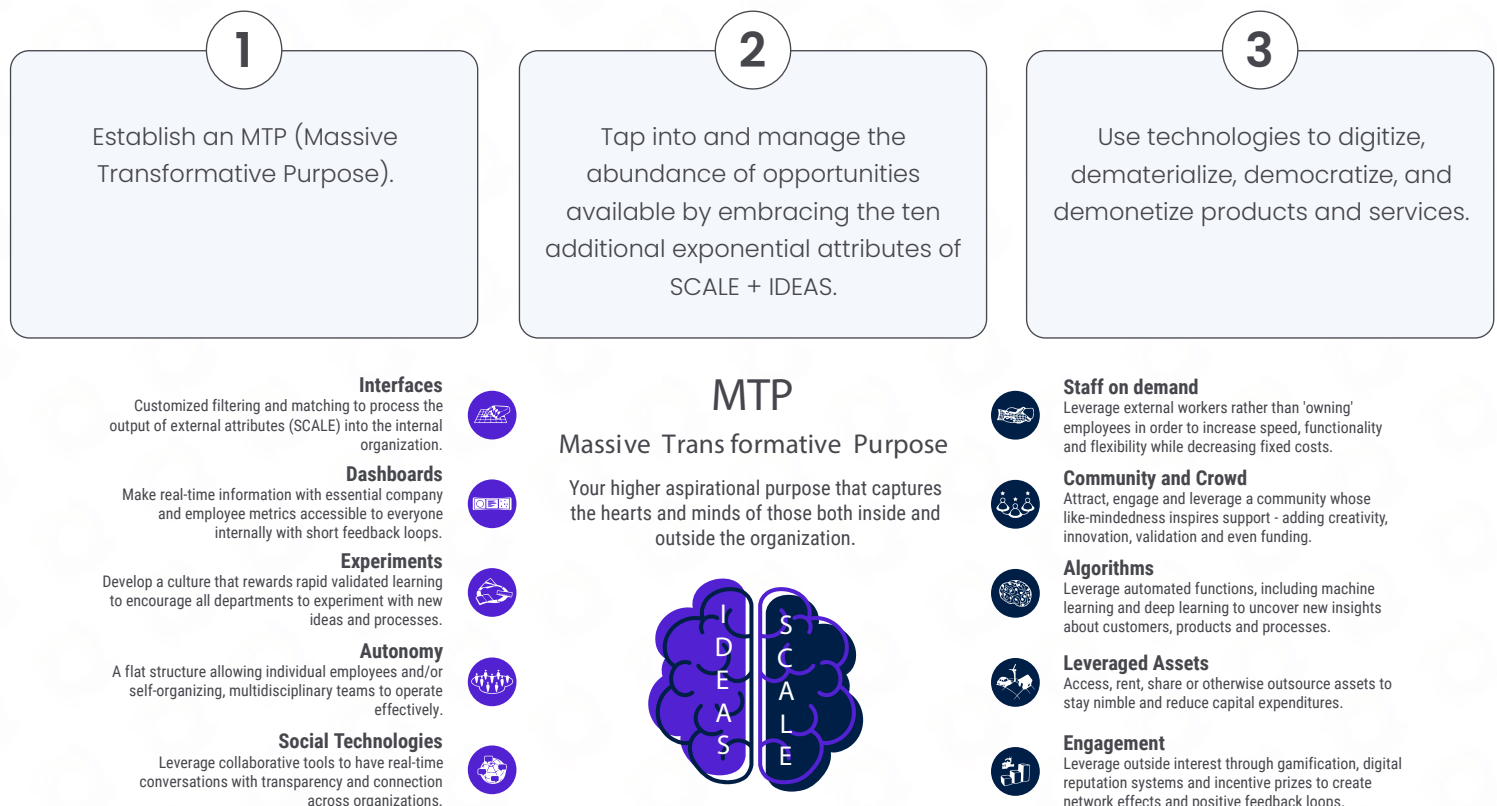 1
Establish an MTP (Massive
Transformative Purpose).
2
Tap into and manage the
abundance of opportunities
available by embracing the ten
additional exponential attributes of
SCALE + IDEAS.
3
Use technologies to digitize,
dematerialize, democratize, and
demonetize products and services.
Interfaces
Customized filtering and matching to process the
output of external attributes (SCALE) into the internal
organization.
Dashboards
Make real-time information with essential company
and employee metrics accessible to everyone
internally with short feedback loops.
Experiments
Develop a culture that rewards rapid validated learning
to encourage all departments to experiment with new
ideas and processes.
Autonomy
A flat structure allowing individual employees and/or
self-organizing, multidisciplinary teams to operate
effectively.
Social Technologies
Leverage collaborative tools to have real-time
conversations with transparency and connection
across organizations.
MTP
Massive Trans formative Purpose
Your higher aspirational purpose that captures
the hearts and minds of those both inside and
outside the organization.
IDEAS
SCALE
Staff on demand
Leverage external workers rather than 'owning'
employees in order to increase speed, functionality
and flexibility while decreasing fixed costs.
Community and Crowd
Attract, engage and leverage a community whose
like-mindedness inspires support - adding creativity,
innovation, validation and even funding.
Algorithms
Leverage automated functions, including machine
learning and deep learning to uncover new insights
about customers, products and processes.
Leveraged Assets
Access, rent, share or otherwise outsource assets to
stay nimble and reduce capital expenditures.
Engagement
Leverage outside interest through gamification, digital
reputation systems and incentive prizes to create
network effects and positive feedback loops.